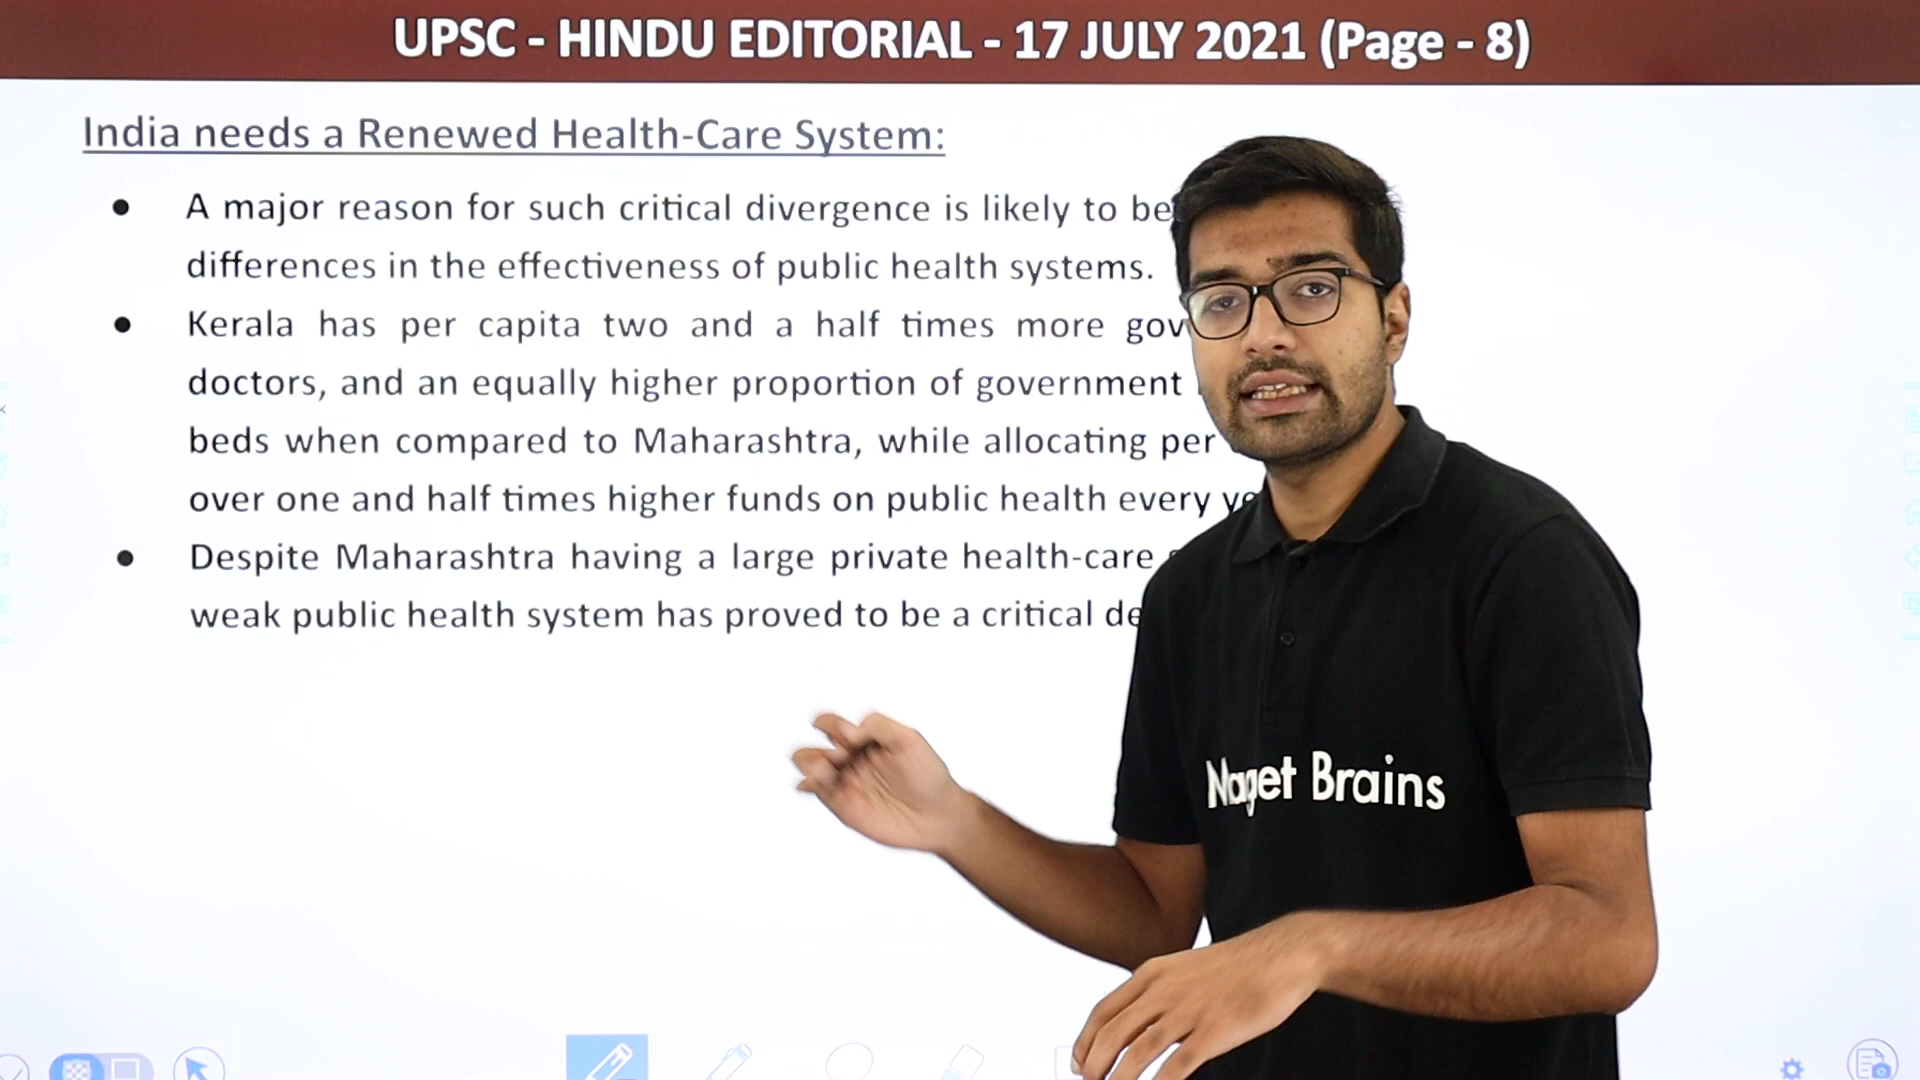 UPSC - HINDU EDITORIAL - 17 JULY 2021 (Page - 8)
India needs a Renewed Health-Care System:
● A major reason for such critical divergence is likely to be
differences in the effectiveness of public health systems.
● Kerala has per capita two and a half times more
doctors, and an equally higher proportion of government
beds when compared to Maharashtra, while allocating per
over one and half times higher funds on public health every
● Despite Maharashtra having a large private health-care
weak public health system has proved to be a critical
Brains